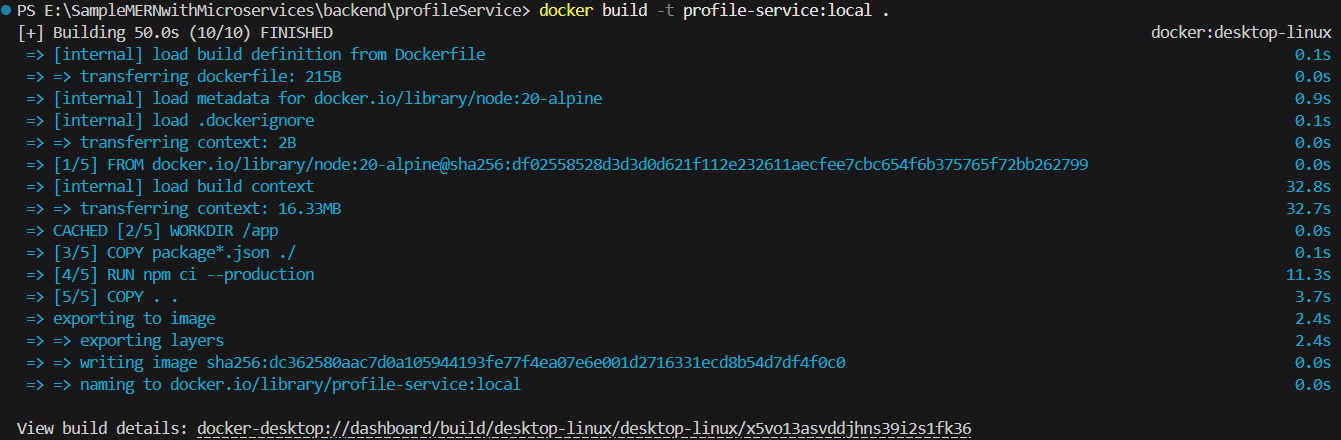 PS E:\SampleMERNwithMicroservices\backend\profileService> docker build -t profile-service:local .
[+] Building 50.0s (10/10) FINISHED docker:desktop-linux
=> [internal] load build definition from Dockerfile 0.1s
=> => transferring dockerfile: 215B 0.0s
=> [internal] load metadata for docker.io/library/node:20-alpine 0.9s
=> [internal] load .dockerignore 0.1s
=> => transferring context: 2B 0.0s
=> [1/5] FROM docker.io/library/node:20-alpine@sha256:df02558528d3d3d0d621f112e232611aecfee7cbc654f6b375765f72bb262799 0.0s
=> [internal] load build context 32.8s
=> => transferring context: 16.33MB 32.7s
=> CACHED [2/5] WORKDIR /app 0.0s
=> [3/5] COPY package*.json ./ 0.1s
=> [4/5] RUN npm ci --production 11.3s
=> [5/5] COPY . . 3.7s
=> exporting to image 2.4s
=> => exporting layers 2.4s
=> => writing image sha256:dc362580aac7d0a105944193fe77f4ea07e6e001d2716331ecd8b54d7df4f0c0 0.0s
=> => naming to docker.io/library/profile-service:local 0.0s
View build details: docker-desktop://dashboard/build/desktop-linux/desktop-linux/x5vo13asvddjhns39i2s1fk36